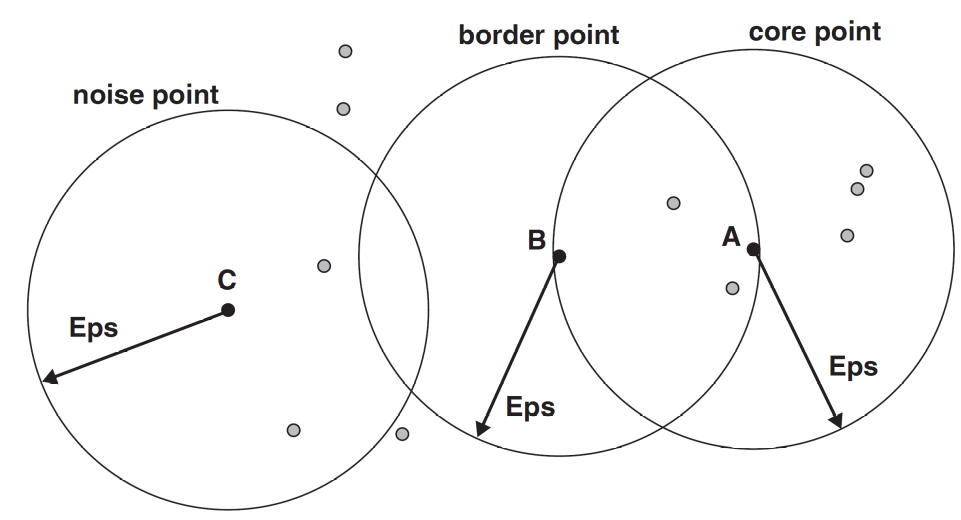 core point
border point
noise point
B
A
C
Eps
Eps
Eps